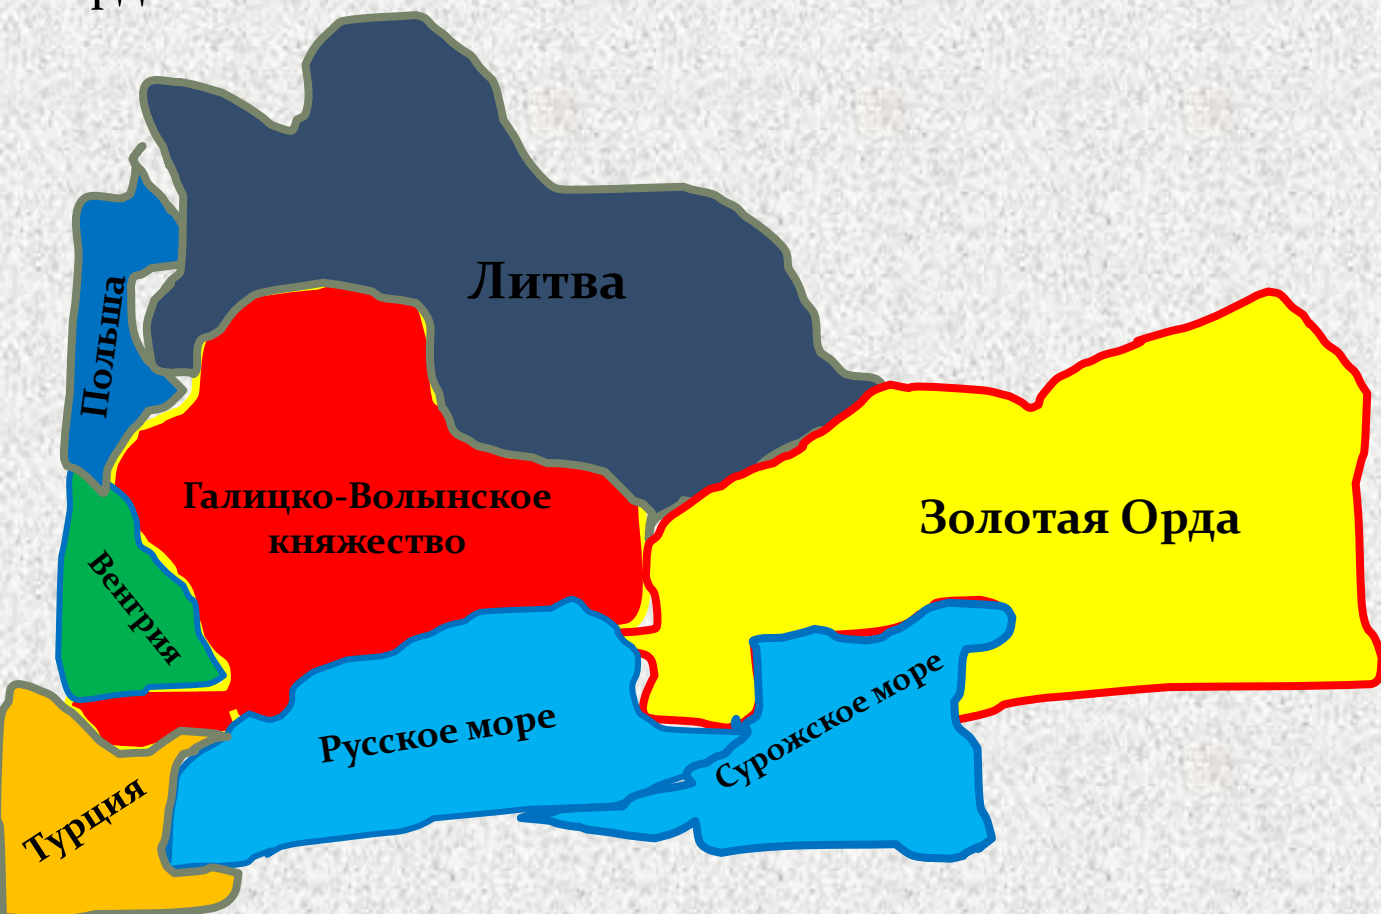 Литва
Польша
Галицко-Волынское
княжество
Золотая Орда
Венгрия
Русское море
Сурожское море
Турция